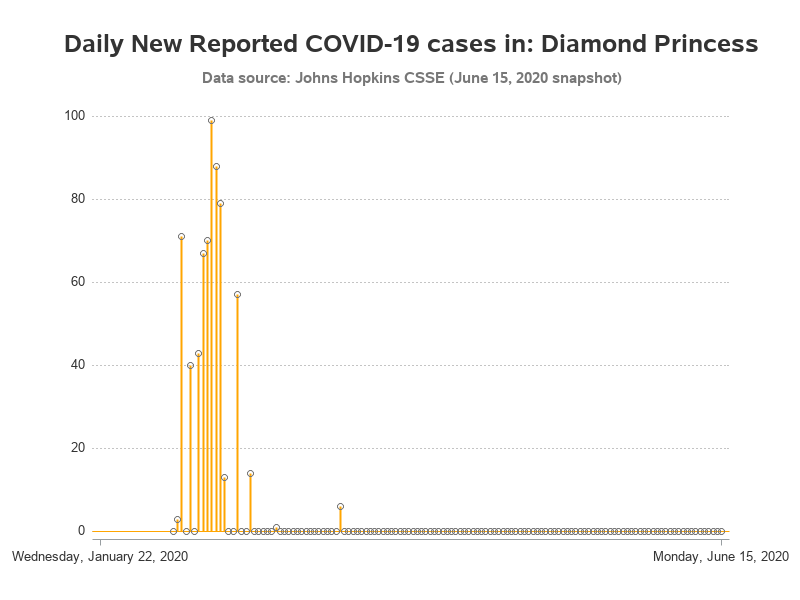 Daily New Reported COVID-19 cases in: Diamond Princess
Data source: Johns Hopkins CSSE (June 15, 2020 snapshot)
100
80
60
40
20
0
Wednesday, January 22, 2020 Monday, June 15, 2020